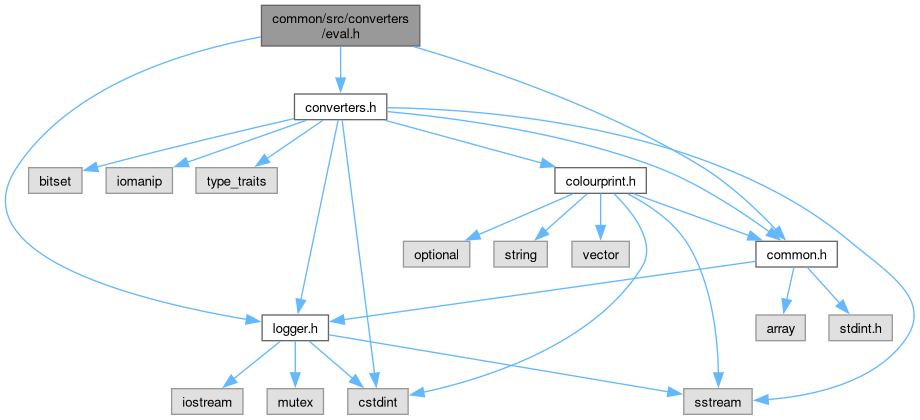 common/src/converters
/eval.h
converters.h
bitset
iomanip
type_traits
colourprint.h
optional
string
vector
common.h
array
stdint.h
logger.h
iostream
mutex
cstdint
sstream